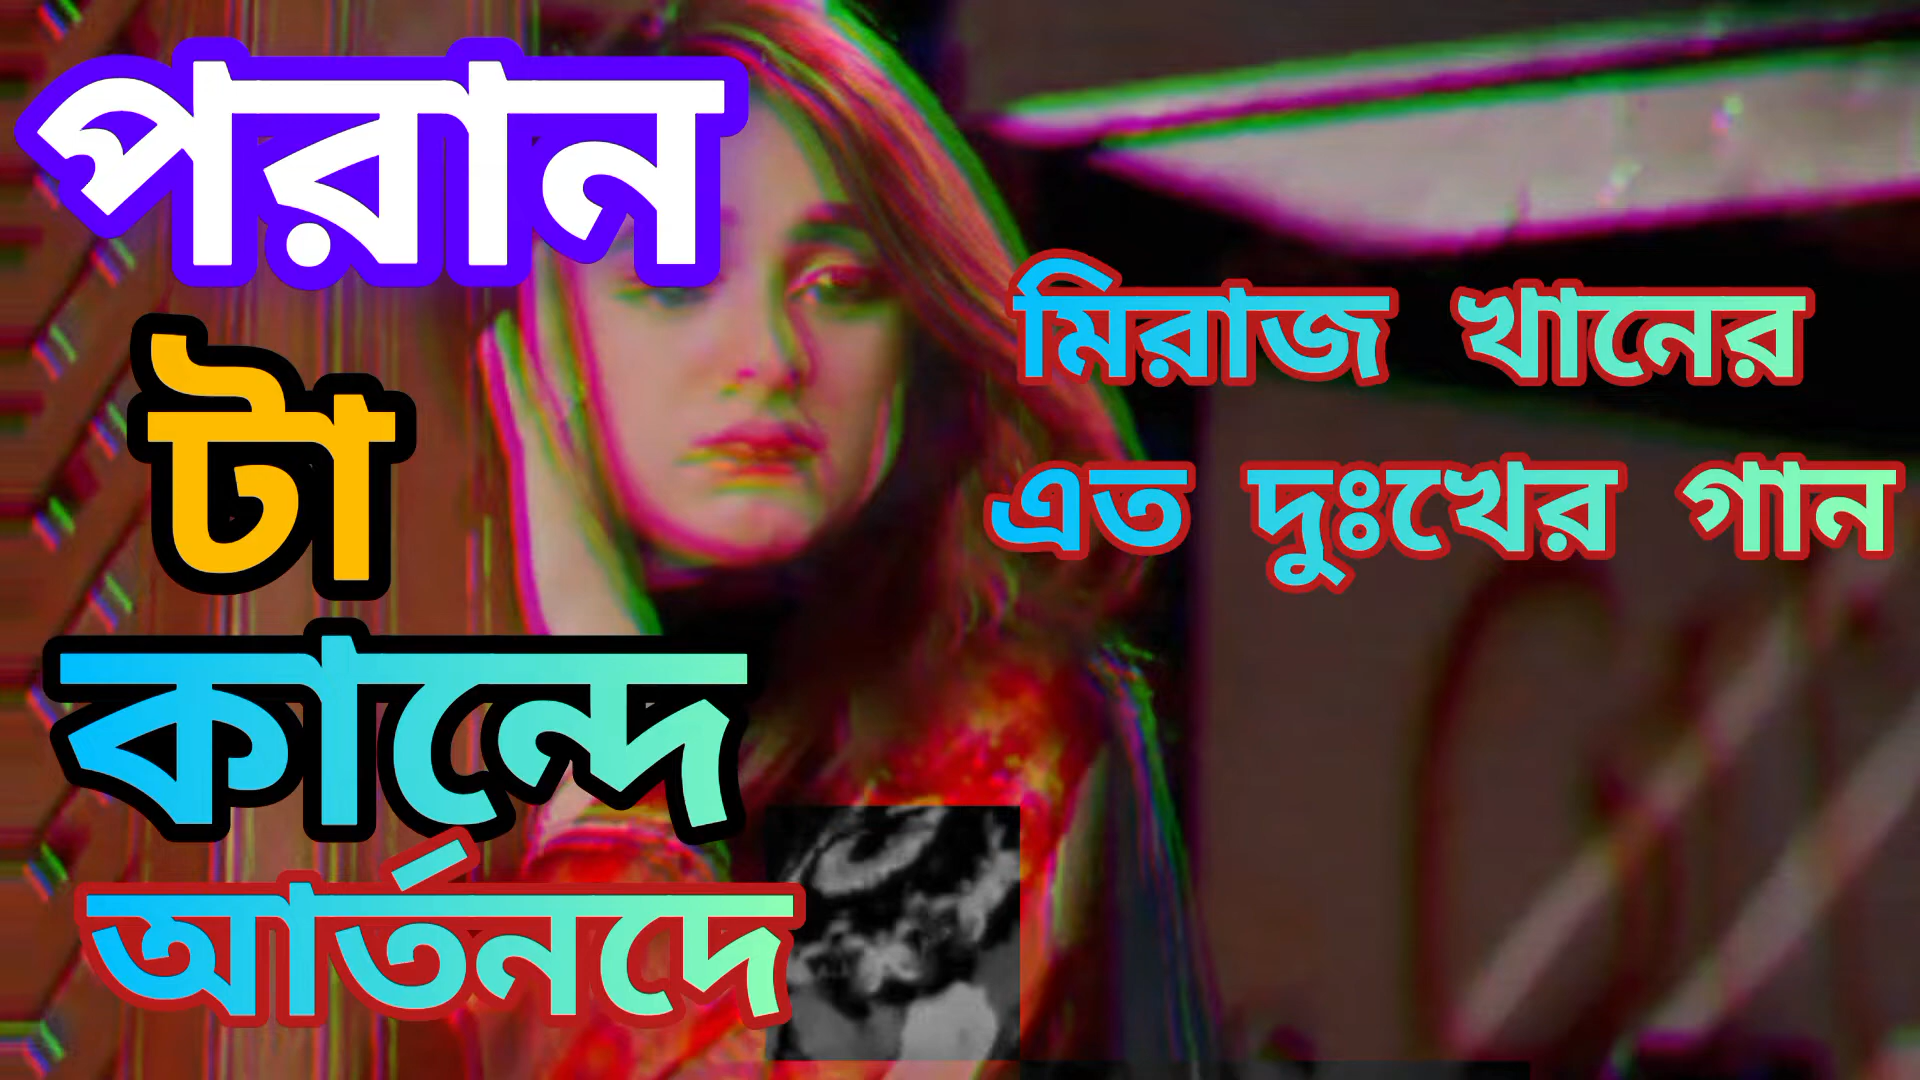 পরান
টা
কান্দে
আর্তনদে
মিরাজ খানের
এত দুঃখের গান